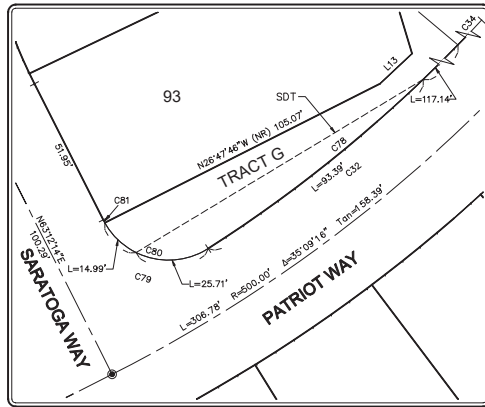 C34
L13
93
SDT
L=117.14'
N26°47'46"W (NR) 105.07'
51.95'
TRACT G
C78
L=93.39'
C32
C81
N63°12'14"E
100.29'
C80
L=14.99'
C79
L=25.71'
SARATOGA WAY
L=306.78' R=500.00' Δ=35°09'16" Tan=158.39'
PATRIOT WAY